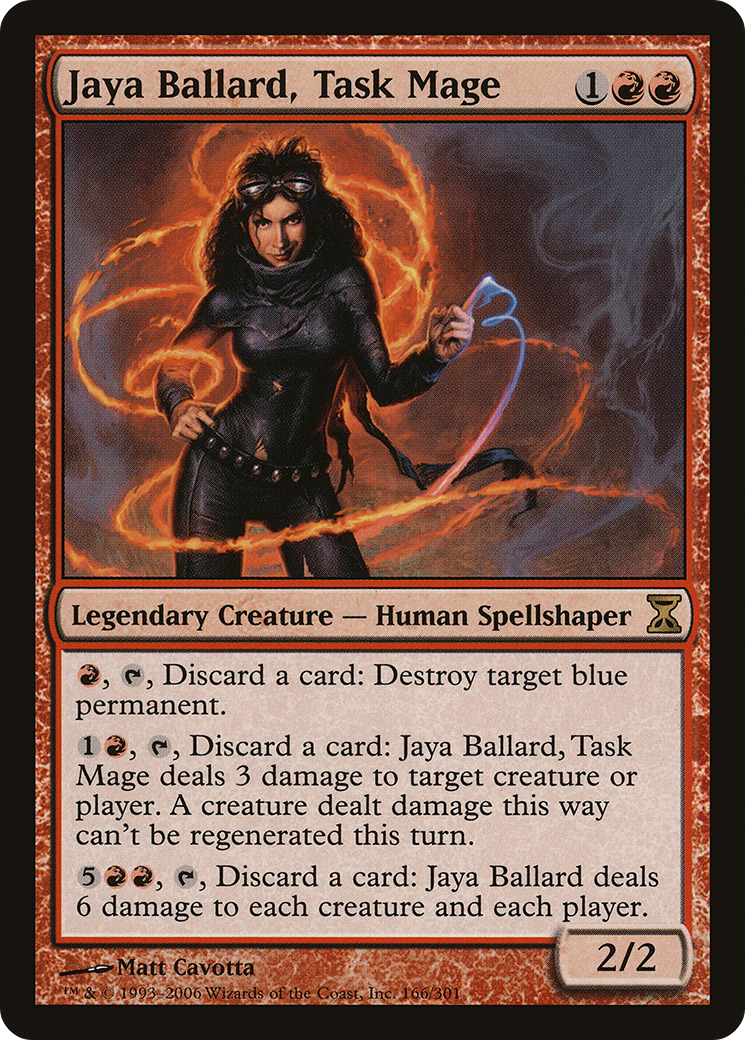 Jaya Ballard, Task Mage 1
Legendary Creature — Human Spellshaper
, , Discard a card: Destroy target blue
permanent.
1 , , Discard a card: Jaya Ballard, Task
Mage deals 3 damage to target creature or
player. A creature dealt damage this way
can't be regenerated this turn.
5 , , Discard a card: Jaya Ballard deals
6 damage to each creature and each player.
2/2
Matt Cavotta
™ & © 1993–2006 Wizards of the Coast, Inc. 166/301